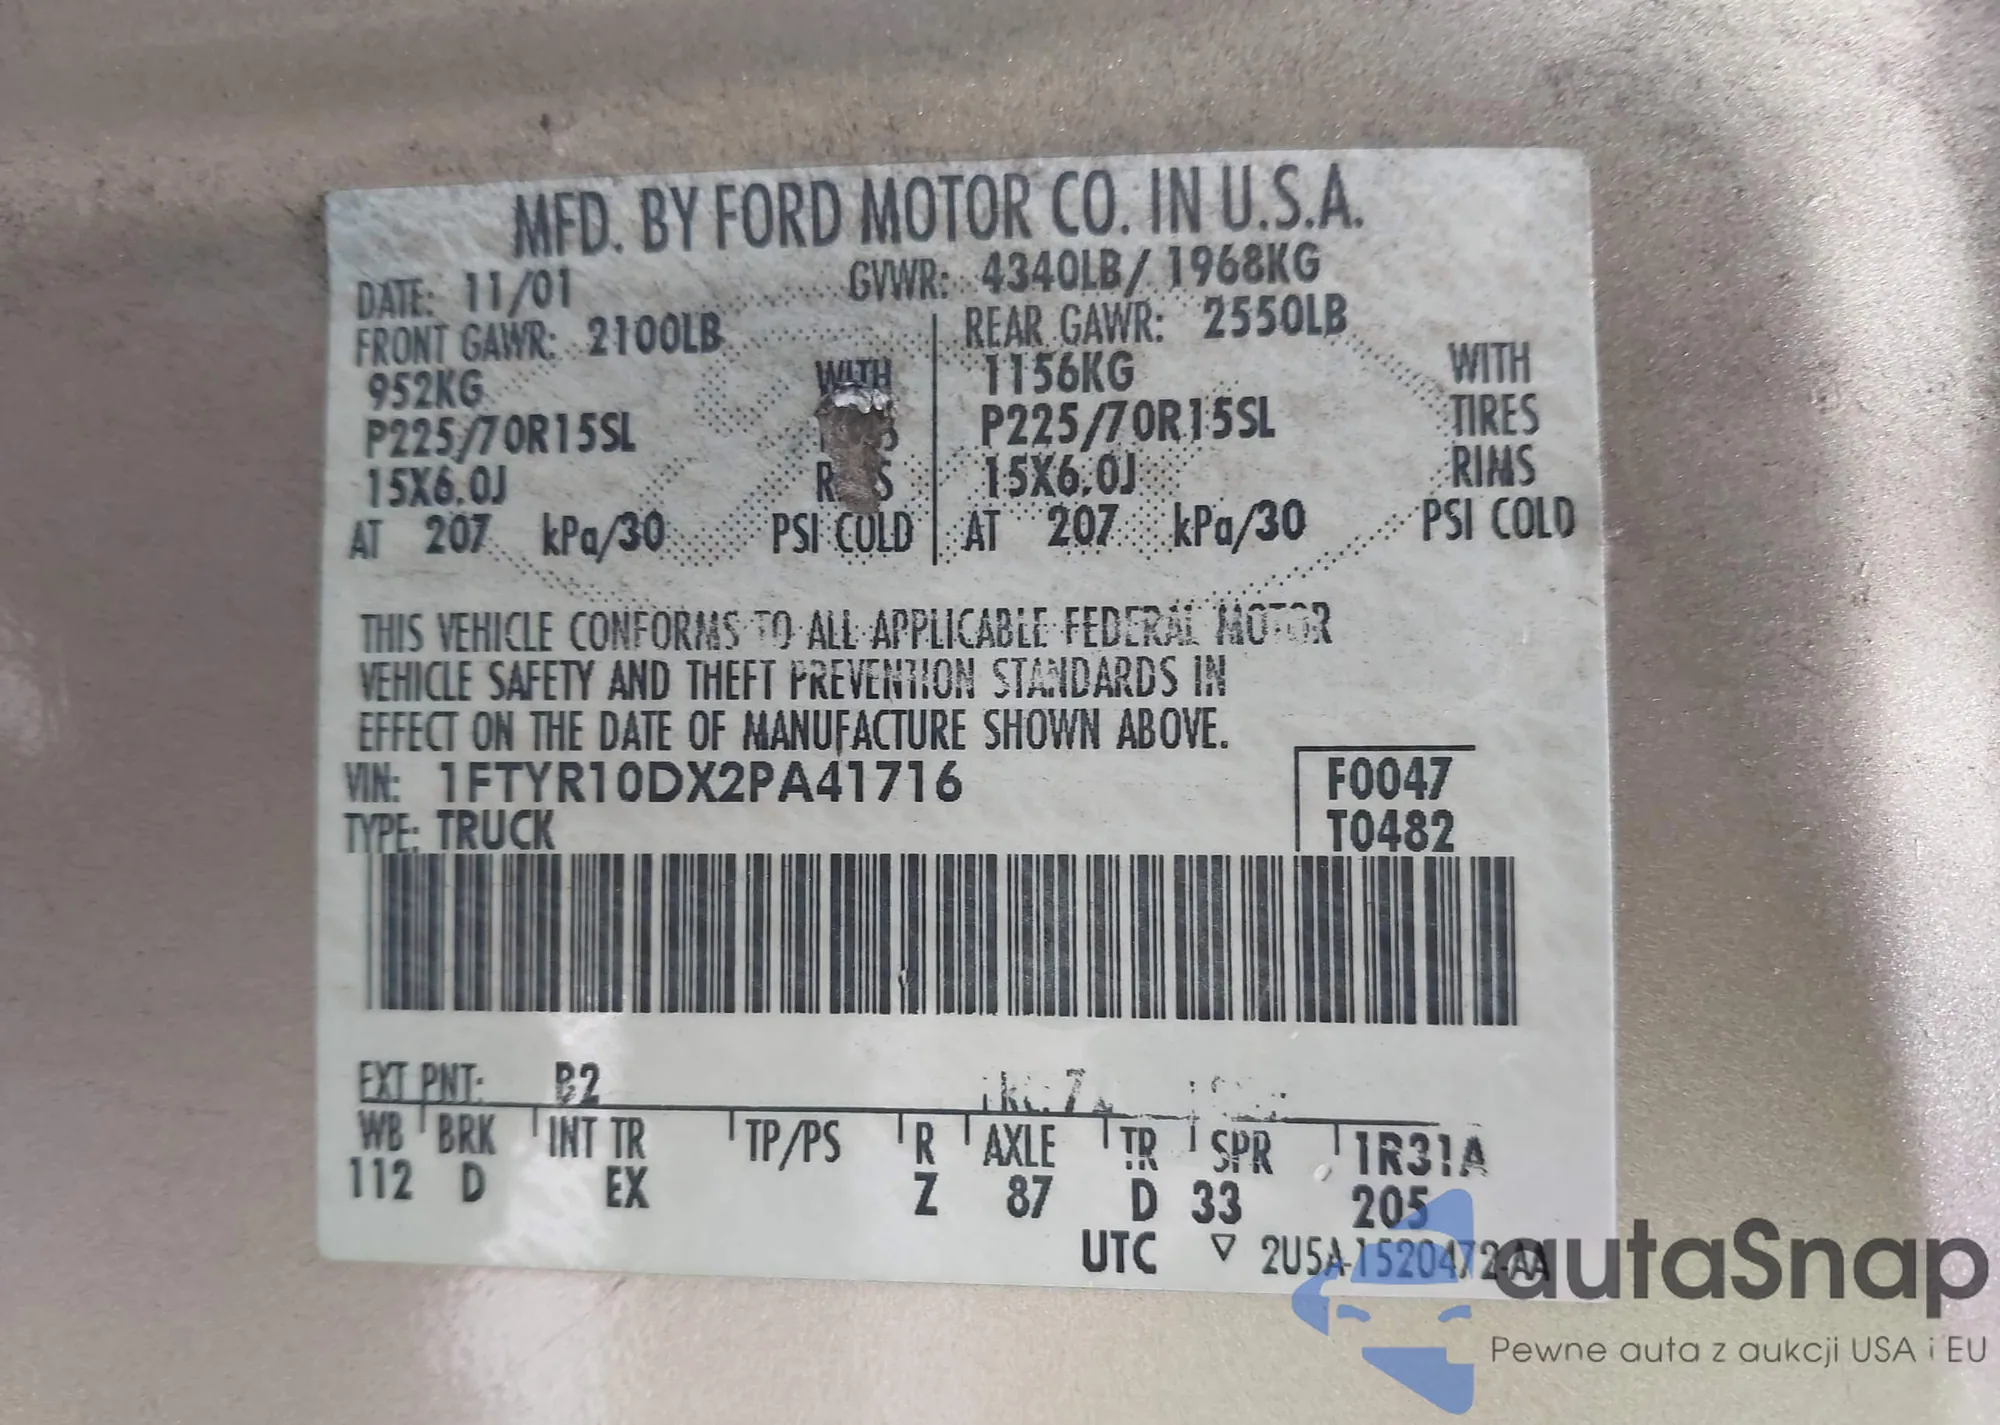 MFD. BY FORD MOTOR CO. IN U.S.A.
DATE: 11/01 GVWR: 4340LB/ 1968KG
FRONT GAWR: 2100LB REAR GAWR: 2550LB
952KG WITH 1156KG WITH
P225/70R15SL P225/70R15SL TIRES
15X6.0J 15X6.0J RIMS
AT 207 kPa/30 PSI COLD AT 207 kPa/30 PSI COLD
THIS VEHICLE CONFORMS TO ALL APPLICABLE FEDERAL MOTOR
VEHICLE SAFETY AND THEFT PREVENTION STANDARDS IN
EFFECT ON THE DATE OF MANUFACTURE SHOWN ABOVE.
VIN: 1FTYR10DX2PA41716 F0047
TYPE: TRUCK T0482
EXT PNT: B2
WB BRK INT TR TP/PS R AXLE TR SPR 1R31A
112 D EX Z 87 D 33 205
UTC ▽ 2U5A-1520472-AA
autaSnap
Pewne auta z aukcji USA i EU